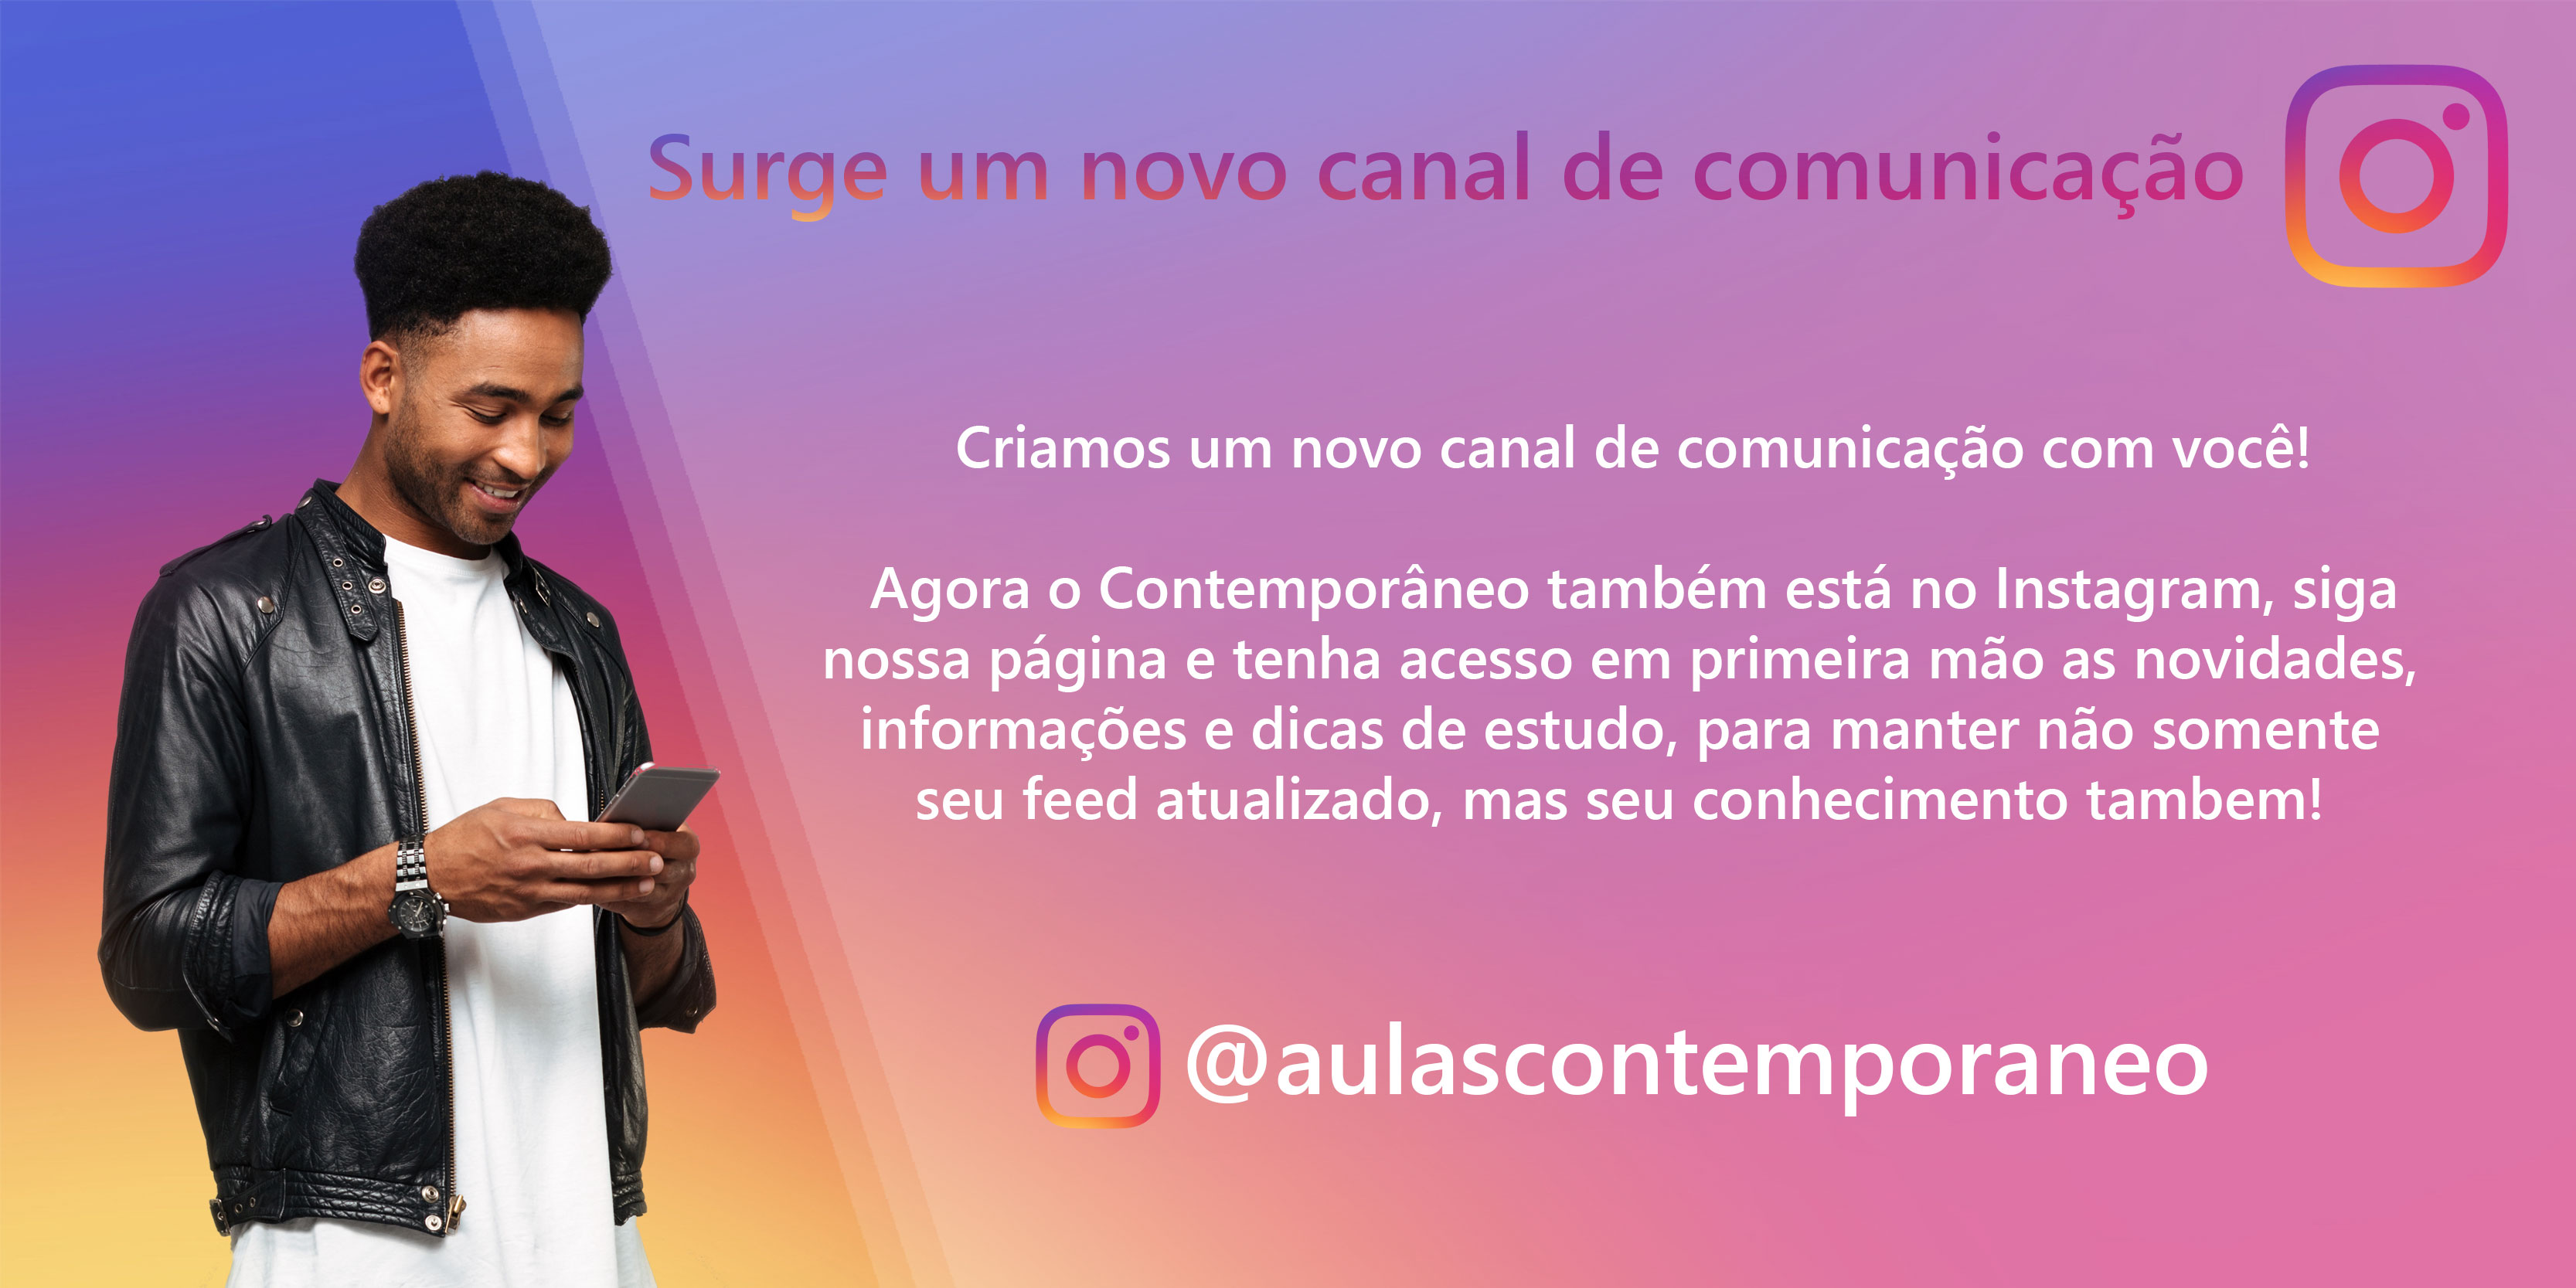 Surge um novo canal de comunicação
Criamos um novo canal de comunicação com você!
Agora o Contemporâneo também está no Instagram, siga
nossa página e tenha acesso em primeira mão as novidades,
informações e dicas de estudo, para manter não somente
seu feed atualizado, mas seu conhecimento tambem!
@aulascontemporaneo